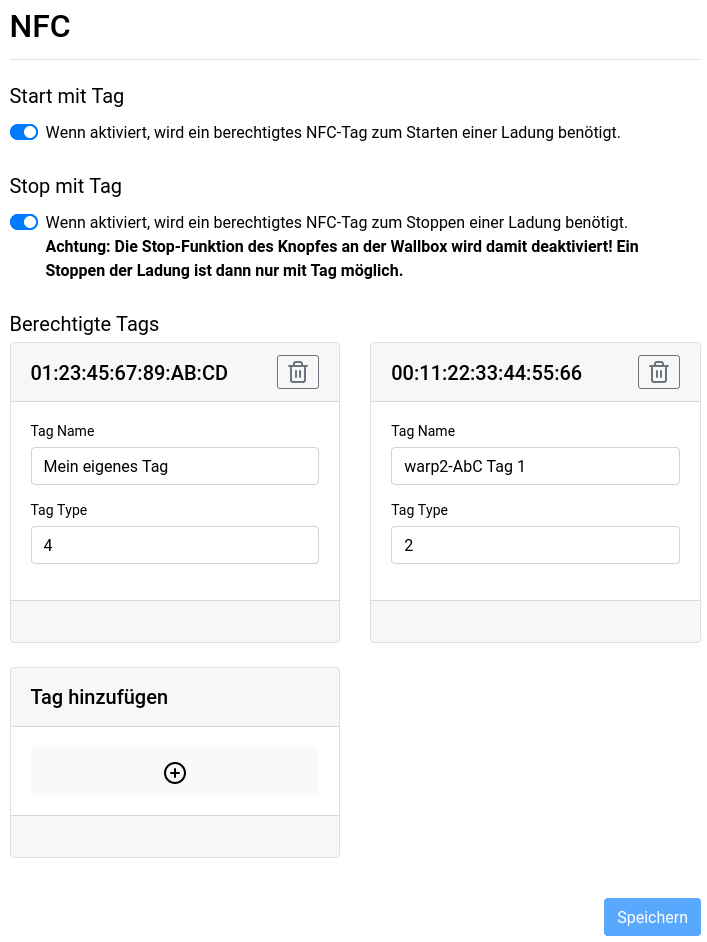 NFC
Start mit Tag
Wenn aktiviert, wird ein berechtigtes NFC-Tag zum Starten einer Ladung benötigt.
Stop mit Tag
Wenn aktiviert, wird ein berechtigtes NFC-Tag zum Stoppen einer Ladung benötigt.
Achtung: Die Stop-Funktion des Knopfes an der Wallbox wird damit deaktiviert! Ein
Stoppen der Ladung ist dann nur mit Tag möglich.
Berechtigte Tags
01:23:45:67:89:AB:CD
Tag Name
Mein eigenes Tag
Tag Type
4
00:11:22:33:44:55:66
Tag Name
warp2-AbC Tag 1
Tag Type
2
Tag hinzufügen
Speichern